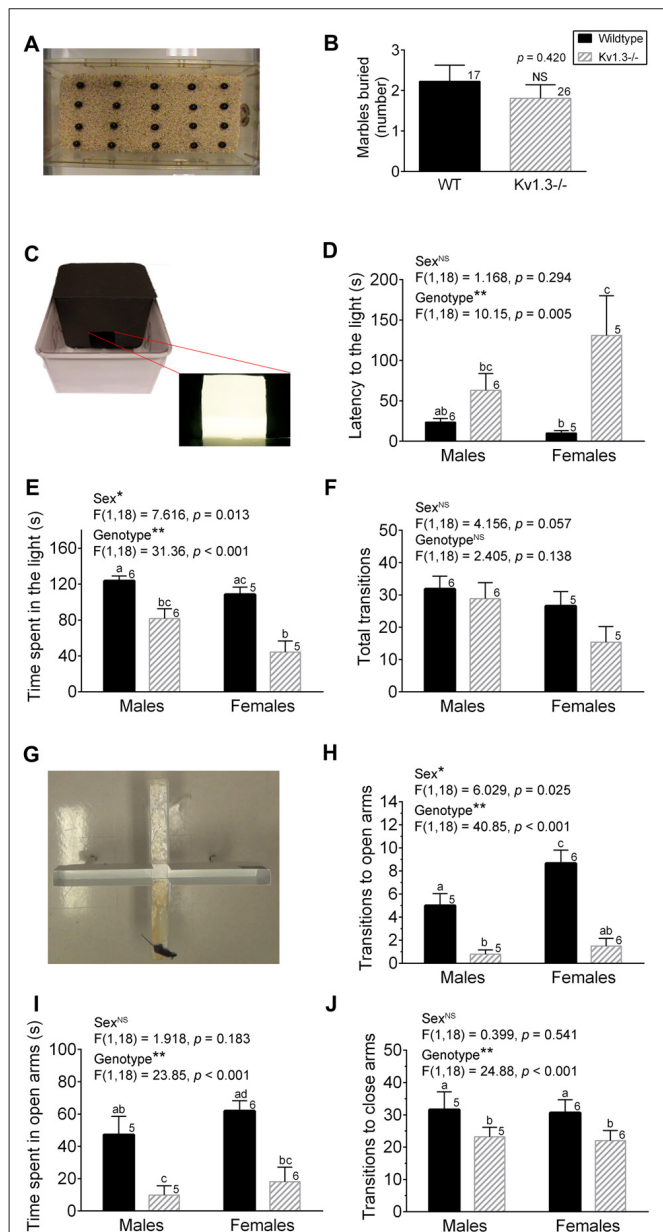 A
B
Wildtype
Kv1.3-/-
Marbles buried
(number)
3
2
1
0
p = 0.420
NS
17
26
WT
Kv1.3-/-
C
D
Sex^NS
F(1,18) = 1.168, p = 0.294
Genotype**
F(1,18) = 10.15, p = 0.005
Latency to the light (s)
200
150
100
50
0
ab
6
bc
6
b
5
c
5
Males
Females
E
Sex*
F(1,18) = 7.616, p = 0.013
Genotype**
F(1,18) = 31.36, p < 0.001
Time spent in the light (s)
160
120
80
40
0
a
6
bc
6
ac
5
b
5
Males
Females
F
Sex^NS
F(1,18) = 4.156, p = 0.057
Genotype^NS
F(1,18) = 2.405, p = 0.138
Total transitions
50
40
30
20
10
0
6
6
5
5
Males
Females
G
H
Sex*
F(1,18) = 6.029, p = 0.025
Genotype**
F(1,18) = 40.85, p < 0.001
Transitions to open arms
14
12
10
8
6
4
2
0
a
5
b
5
c
6
ab
6
Males
Females
I
Sex^NS
F(1,18) = 1.918, p = 0.183
Genotype**
F(1,18) = 23.85, p < 0.001
Time spent in open arms (s)
100
80
60
40
20
0
ab
5
c
5
ad
6
bc
6
Males
Females
J
Sex^NS
F(1,18) = 0.399, p = 0.541
Genotype**
F(1,18) = 24.88, p < 0.001
Transitions to close arms
50
40
30
20
10
0
a
5
b
5
a
6
b
6
Males
Females